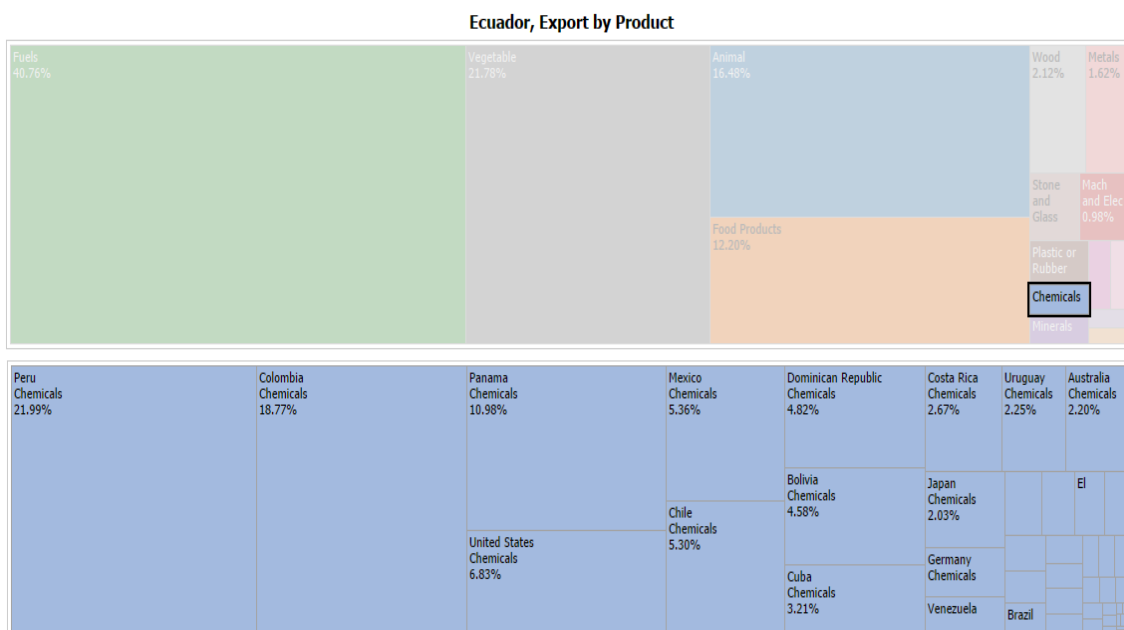 Ecuador, Export by Product
Fuels
40.76%
Vegetable
21.78%
Animal
16.48%
Food Products
12.20%
Wood
2.12%
Metals
1.62%
Stone
and
Glass
Mach
and Elec
0.98%
Plastic or
Rubber
Chemicals
Minerals
Peru
Chemicals
21.99%
Colombia
Chemicals
18.77%
Panama
Chemicals
10.98%
United States
Chemicals
6.83%
Mexico
Chemicals
5.36%
Chile
Chemicals
5.30%
Dominican Republic
Chemicals
4.82%
Bolivia
Chemicals
4.58%
Cuba
Chemicals
3.21%
Costa Rica
Chemicals
2.67%
Uruguay
Chemicals
2.25%
Australia
Chemicals
2.20%
Japan
Chemicals
2.03%
Germany
Chemicals
Venezuela
El
Brazil